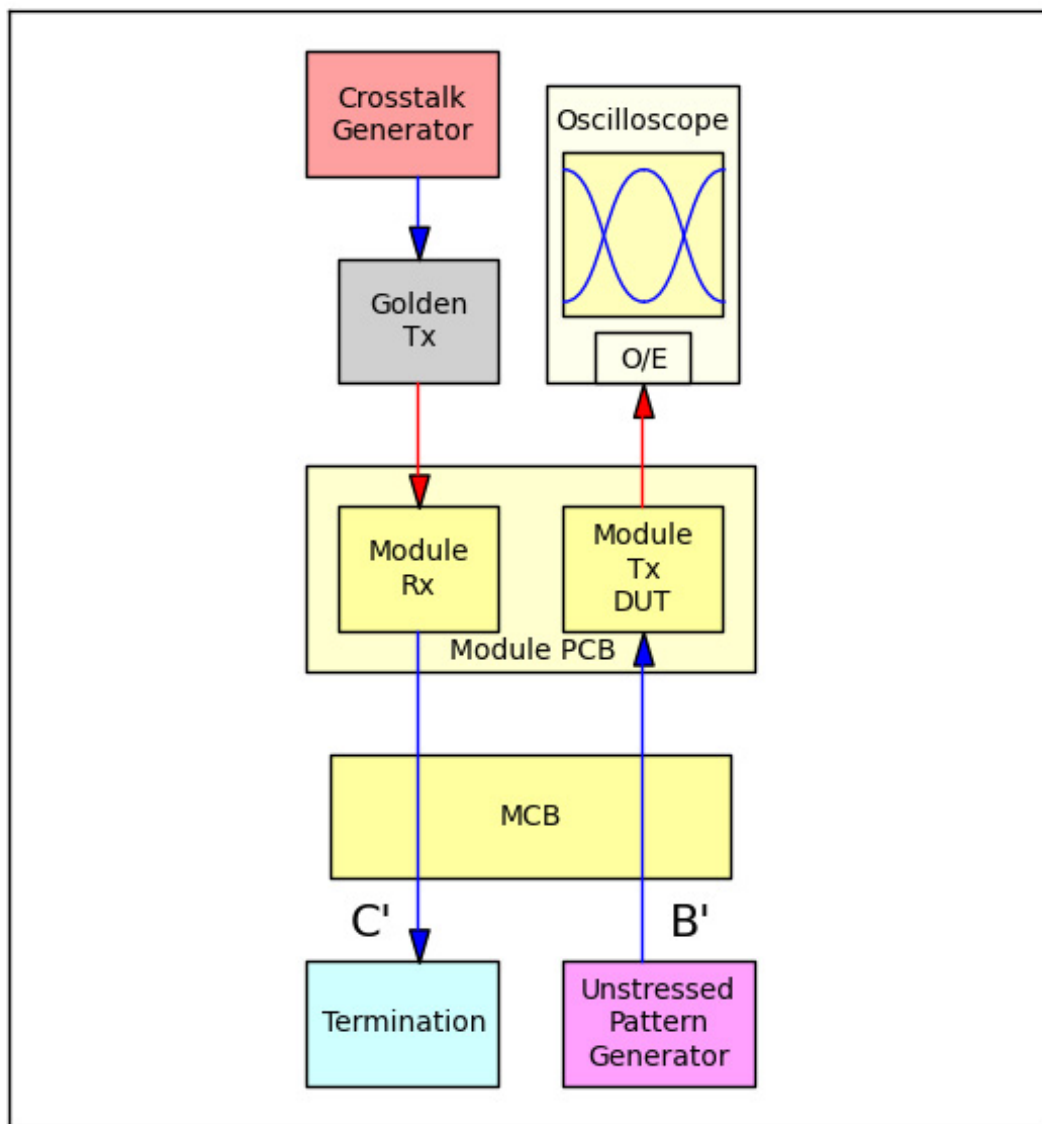 Crosstalk
Generator
Oscilloscope
Golden
Tx
O/E
Module
Rx
Module
Tx
DUT
Module PCB
MCB
C'
B'
Termination
Unstressed
Pattern
Generator